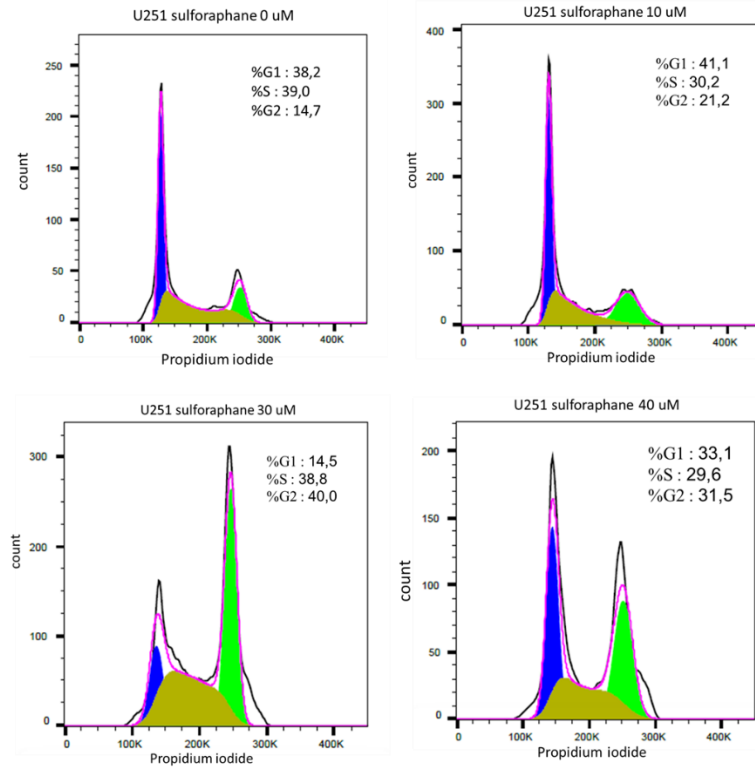 U251 sulforaphane 0 uM
%G1 : 38,2
%S : 39,0
%G2 : 14,7
250
200
150
100
50
0
count
0 100K 200K 300K 400K
Propidium iodide
U251 sulforaphane 10 uM
%G1 : 41,1
%S : 30,2
%G2 : 21,2
400
300
200
100
0
count
0 100K 200K 300K 400K
Propidium iodide
U251 sulforaphane 30 uM
%G1 : 14,5
%S : 38,8
%G2 : 40,0
300
200
100
0
count
0 100K 200K 300K 400K
Propidium iodide
U251 sulforaphane 40 uM
%G1 : 33,1
%S : 29,6
%G2 : 31,5
200
150
100
50
0
count
0 100K 200K 300K 400K
Propidium iodide